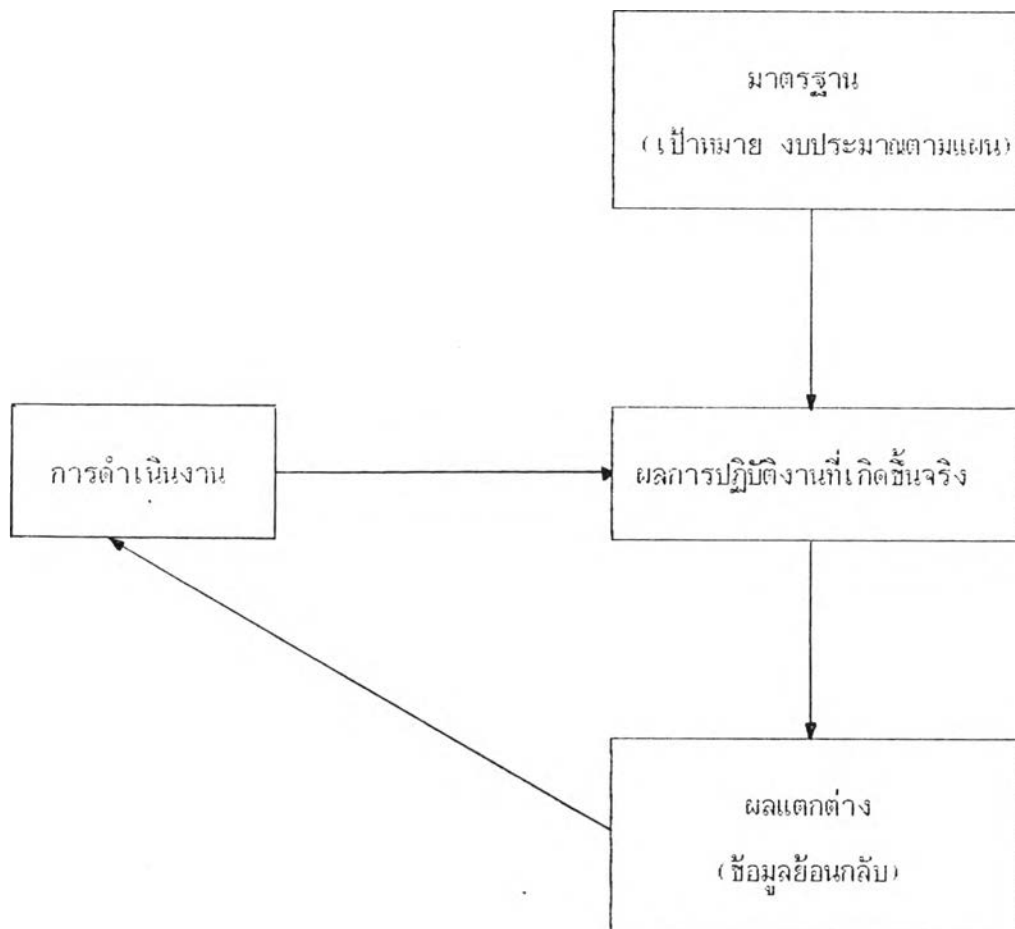 มาตรฐาน
(เป้าหมาย งบประมาณตามแผน)
การดำเนินงาน
ผลการปฏิบัติงานที่เกิดขึ้นจริง
ผลแตกต่าง
(ข้อมูลย้อนกลับ)